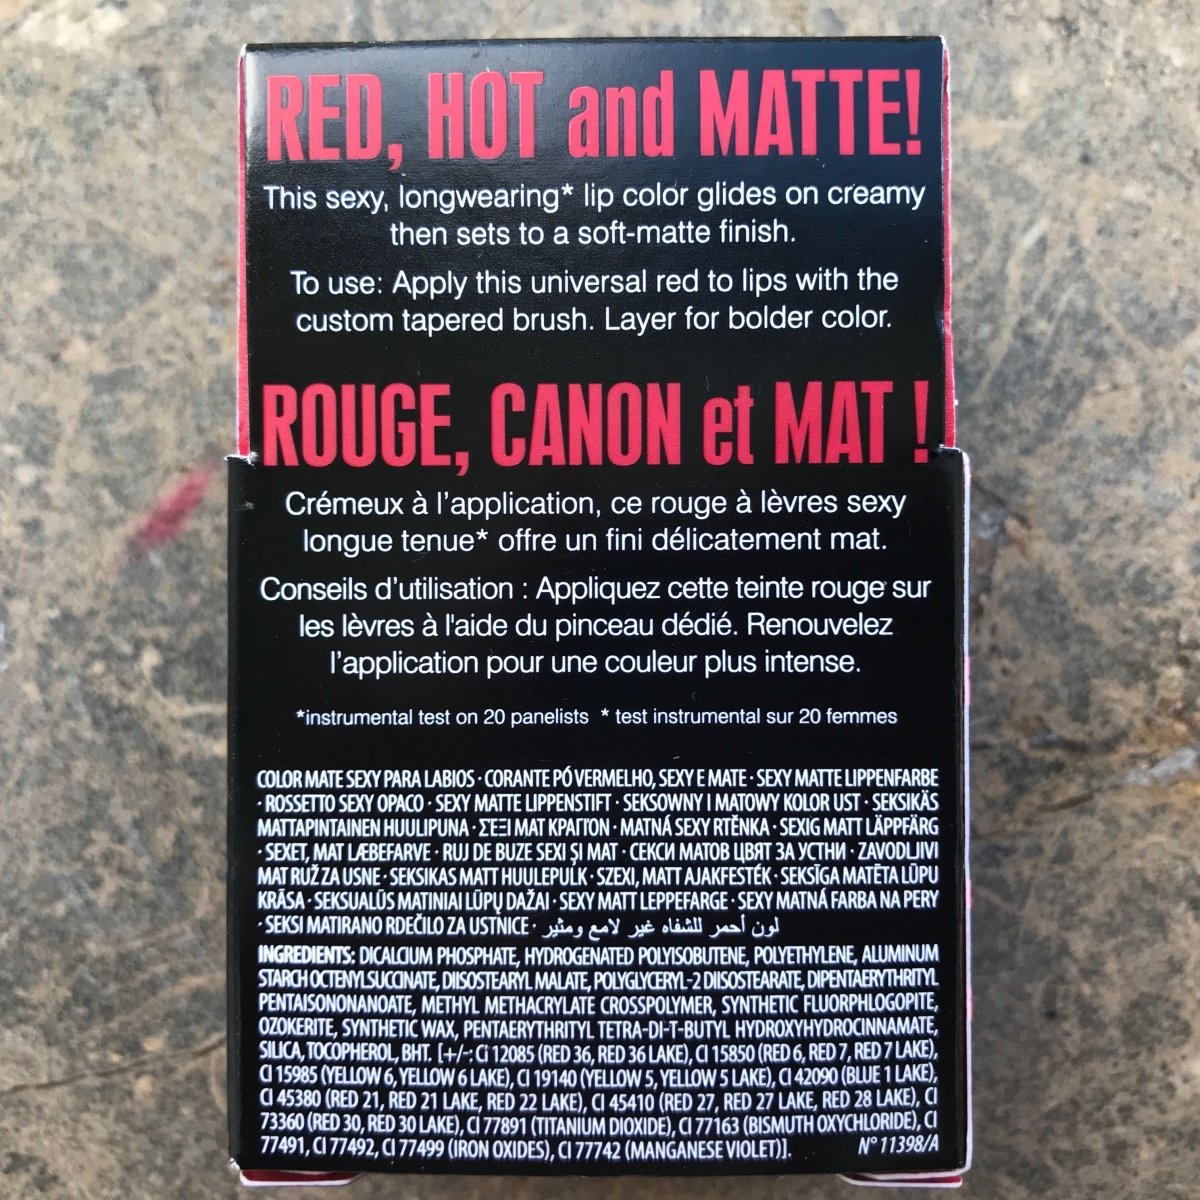 RED, HOT and MATTE!
This sexy, longwearing* lip color glides on creamy
then sets to a soft-matte finish.
To use: Apply this universal red to lips with the
custom tapered brush. Layer for bolder color.
ROUGE, CANON et MAT !
Crémeux à l'application, ce rouge à lèvres sexy
longue tenue* offre un fini délicatement mat.
Conseils d'utilisation : Appliquez cette teinte rouge sur
les lèvres à l'aide du pinceau dédié. Renouvelez
l'application pour une couleur plus intense.
*instrumental test on 20 panelists * test instrumental sur 20 femmes
COLOR MATE SEXY PARA LABIOS · CORANTE PÓ VERMELHO, SEXY E MATE · SEXY MATTE LIPPENFARBE
· ROSSETTO SEXY OPACO · SEXY MATTE LIPPENSTIFT · SEKSOWNY I MATOWY KOLOR UST · SEKSIKÄS
MATTAPINTAINEN HUULIPUNA · ΣΈΞΙ ΜΑΤ ΚΡΑΓΙΌΝ · MATNÁ SEXY RTĚNKA · SEXIG MATT LÄPPFÄRG
· SEXET, MAT LÆBEFARVE · RUJ DE BUZE SEXI ȘI MAT · СЕКСИ МАТОВ ЦВЯТ ЗА УСТНИ · ZAVODLJIVI
MAT RUŽ ZA USNE · SEKSIKAS MATT HUULEPULK · SZEXI, MATT AJAKFESTÉK · SEKSĪGA MATĒTA LŪPU
KRĀSA · SEKSUALŪS MATINIAI LŪPŲ DAŽAI · SEXY MATT LEPPEFARGE · SEXY MATNÁ FARBA NA PERY
· SEKSI MATIRANO RDEČILO ZA USTNICE · لون أحمر للشفاه غير لامع ومثير
INGREDIENTS: DICALCIUM PHOSPHATE, HYDROGENATED POLYISOBUTENE, POLYETHYLENE, ALUMINUM
STARCH OCTENYLSUCCINATE, DIISOSTEARYL MALATE, POLYGLYCERYL-2 DIISOSTEARATE, DIPENTAERYTHRITYL
PENTAISONONANOATE, METHYL METHACRYLATE CROSSPOLYMER, SYNTHETIC FLUORPHLOGOPITE,
OZOKERITE, SYNTHETIC WAX, PENTAERYTHRITYL TETRA-DI-T-BUTYL HYDROXYHYDROCINNAMATE,
SILICA, TOCOPHEROL, BHT. [+/-: CI 12085 (RED 36, RED 36 LAKE), CI 15850 (RED 6, RED 7, RED 7 LAKE),
CI 15985 (YELLOW 6, YELLOW 6 LAKE), CI 19140 (YELLOW 5, YELLOW 5 LAKE), CI 42090 (BLUE 1 LAKE),
CI 45380 (RED 21, RED 21 LAKE, RED 22 LAKE), CI 45410 (RED 27, RED 27 LAKE, RED 28 LAKE), CI
73360 (RED 30, RED 30 LAKE), CI 77891 (TITANIUM DIOXIDE), CI 77163 (BISMUTH OXYCHLORIDE), CI
77491, CI 77492, CI 77499 (IRON OXIDES), CI 77742 (MANGANESE VIOLET)]. N° 11398/A